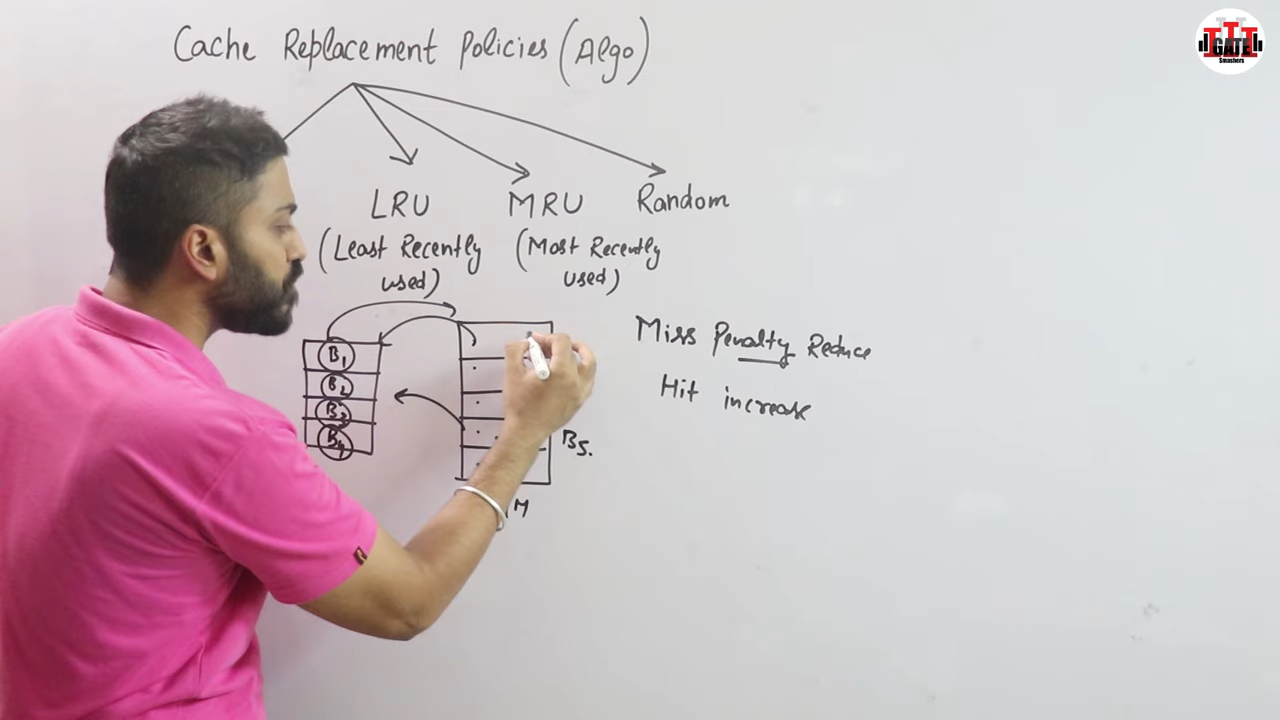 Cache Replacement Policies (Algo)
LRU MRU Random
(Least Recently used) (Most Recently used)
B1
B2
B3
B4
B5.
M
Miss Penalty Reduce
Hit increase
GATE
Smashers